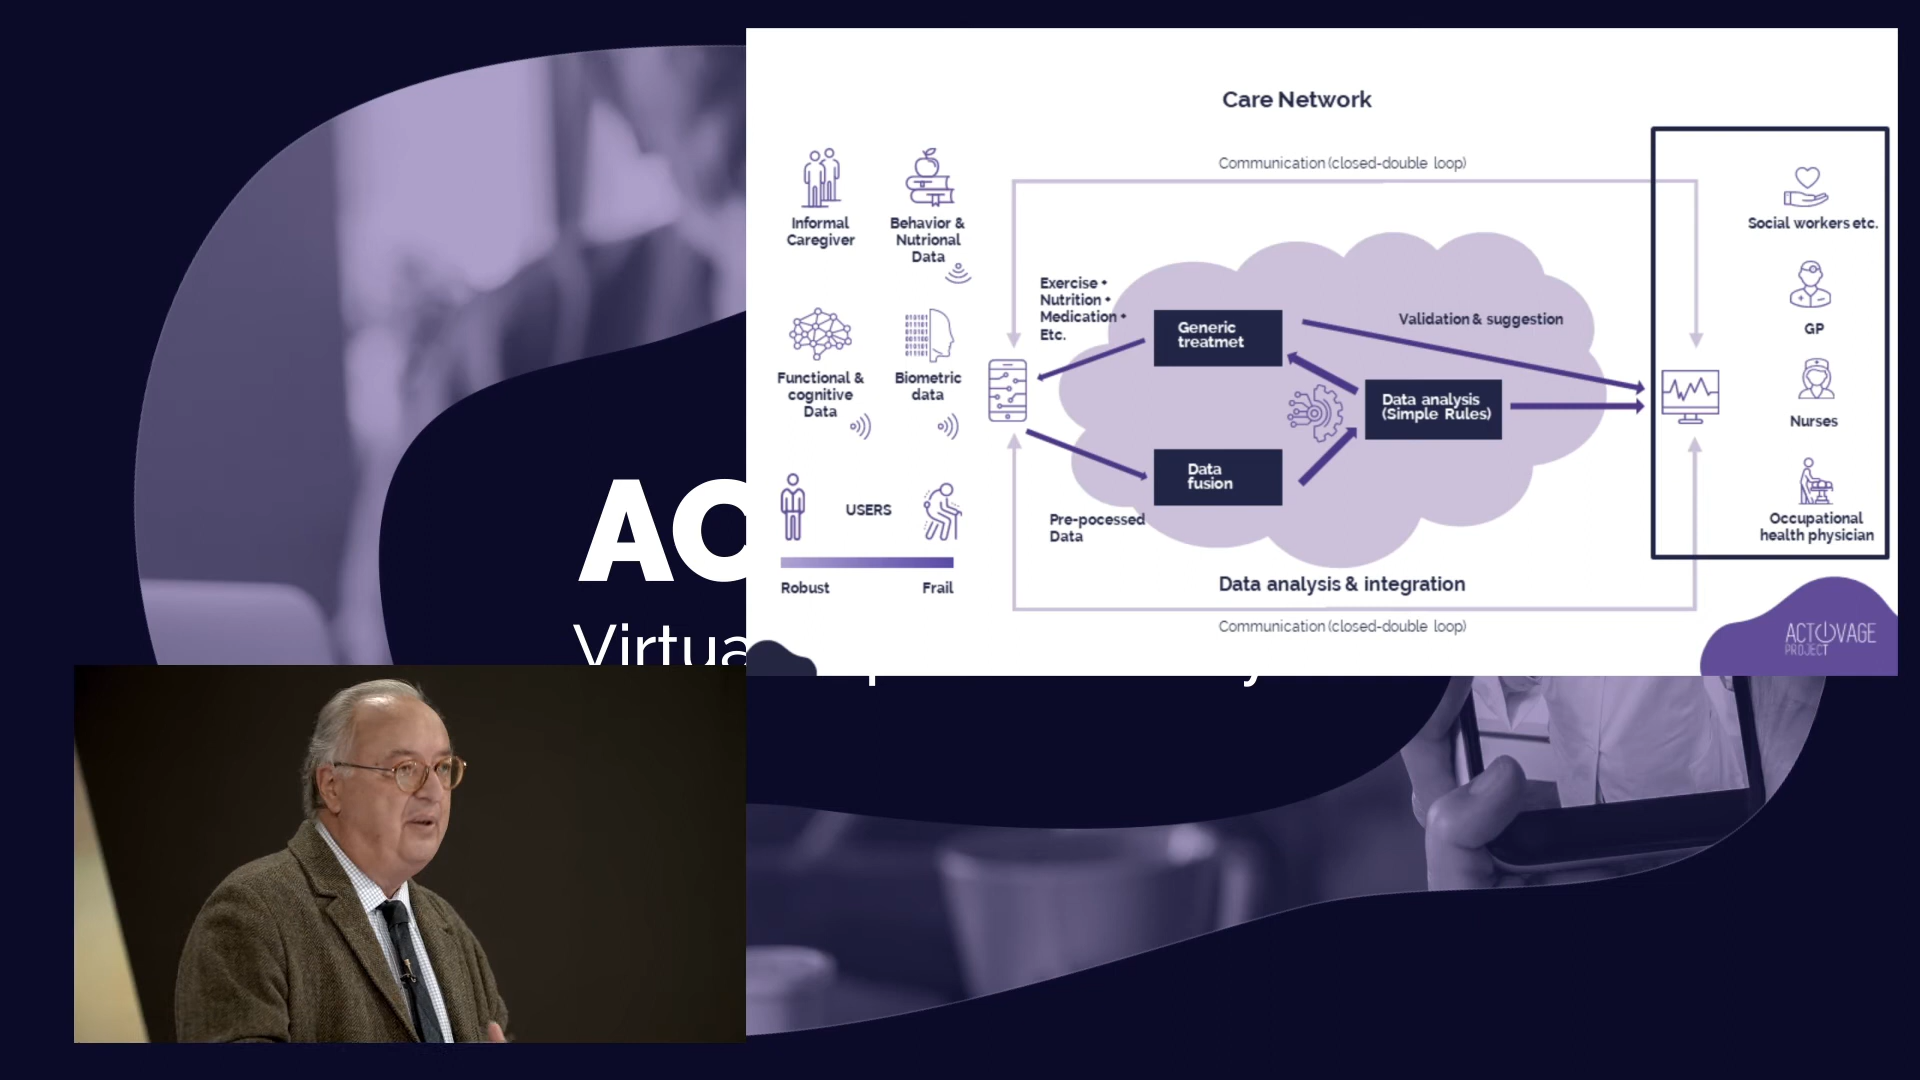 Care Network
Communication (closed-double loop)
Informal
Caregiver
Behavior &
Nutrional
Data
Social workers etc.
Exercise +
Nutrition +
Medication +
Etc.
Generic
treatmet
Validation & suggestion
GP
Functional &
cognitive
Data
Biometric
data
010101
Data analysis
(Simple Rules)
Nurses
Data
fusion
USERS
Pre-pocessed
Data
Occupational
health physician
Robust
Frail
Data analysis & integration
Communication (closed-double loop)
ACTOVAGE
PROJECT
AC
Virtua